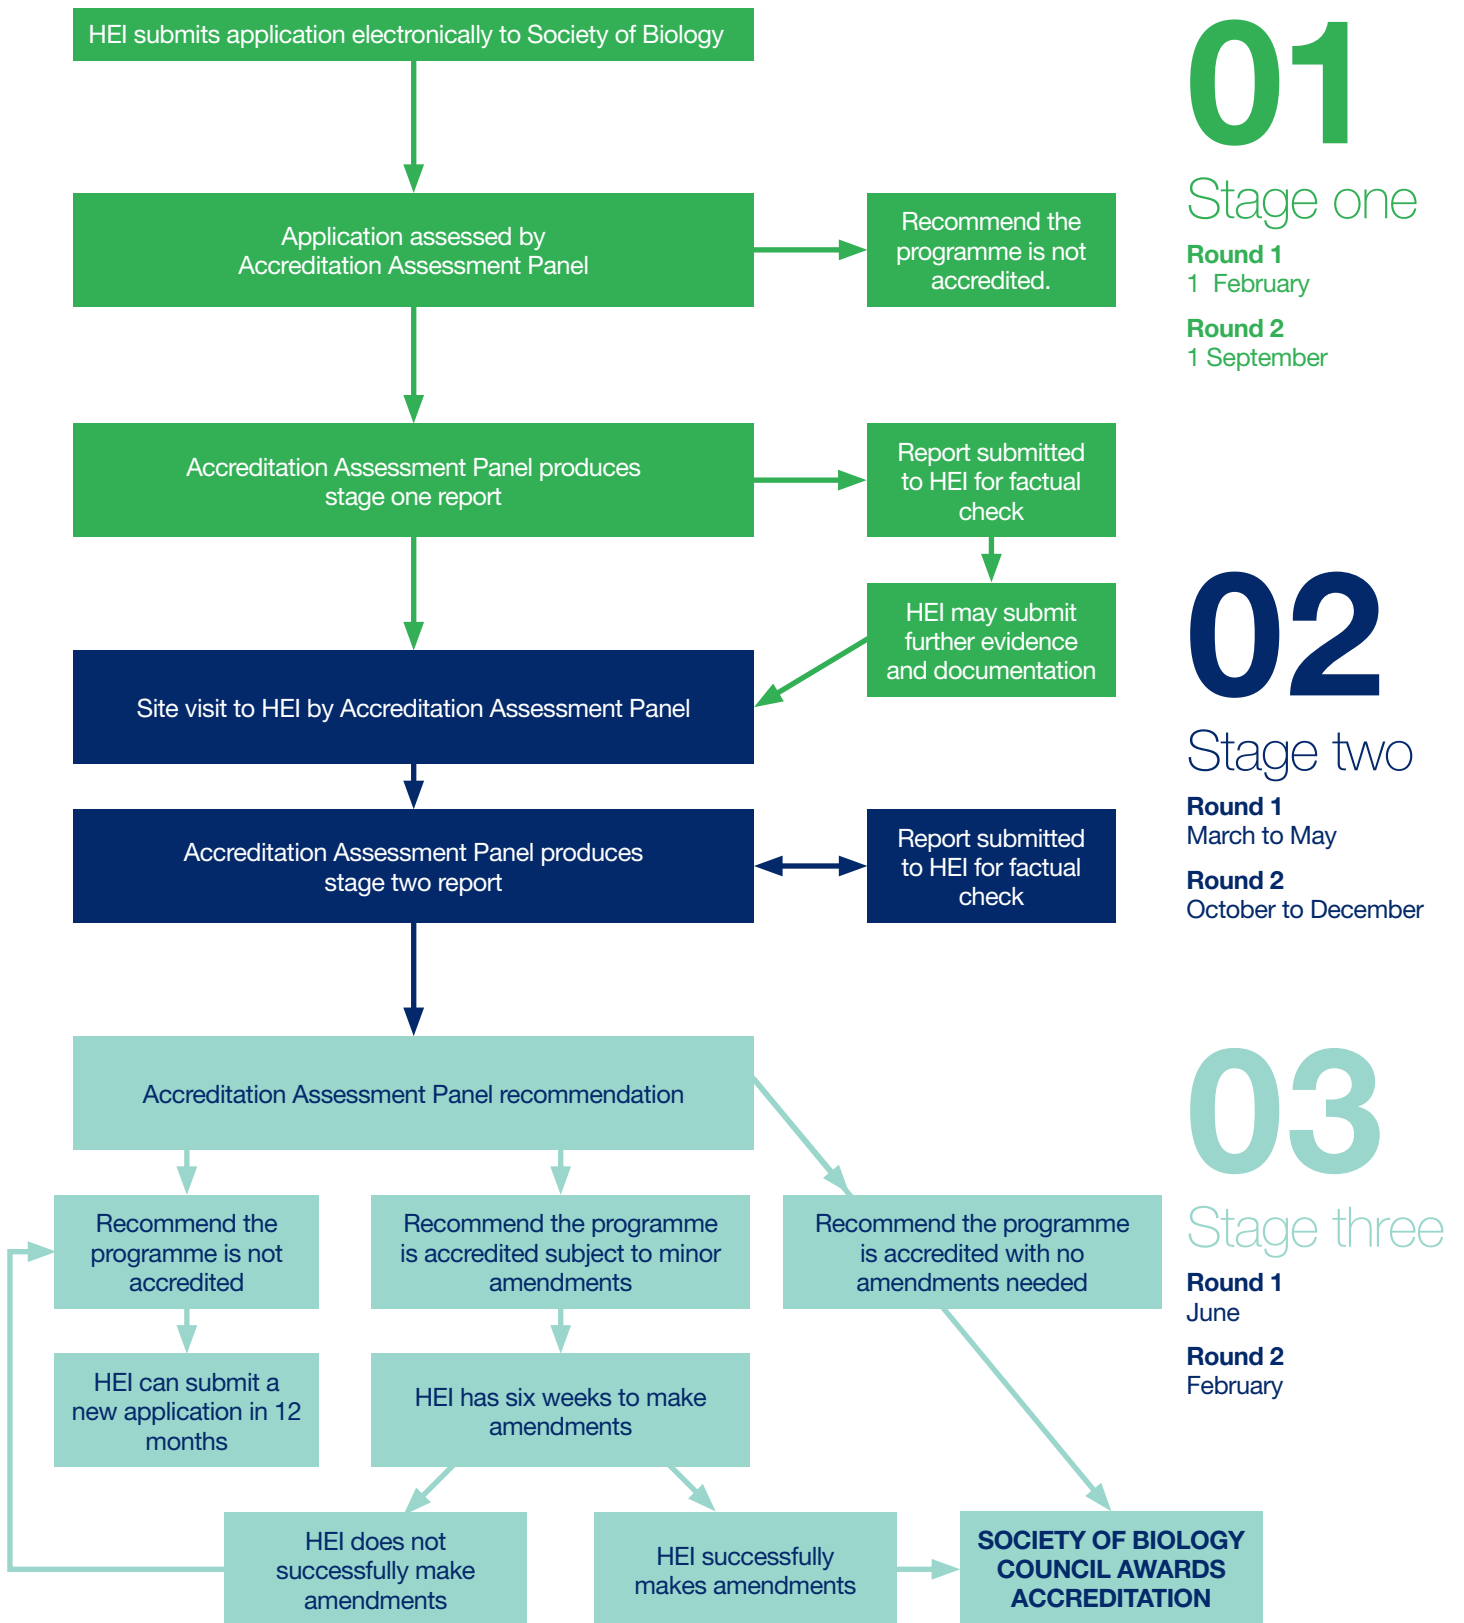 HEI submits application electronically to Society of Biology
01
Stage one
Round 1
1 February
Round 2
1 September
Application assessed by
Accreditation Assessment Panel
Recommend the
programme is not
accredited.
Accreditation Assessment Panel produces
stage one report
Report submitted
to HEI for factual
check
HEI may submit
further evidence
and documentation
02
Stage two
Round 1
March to May
Round 2
October to December
Site visit to HEI by Accreditation Assessment Panel
Accreditation Assessment Panel produces
stage two report
Report submitted
to HEI for factual
check
03
Stage three
Round 1
June
Round 2
February
Accreditation Assessment Panel recommendation
Recommend the
programme is not
accredited
Recommend the programme
is accredited subject to minor
amendments
Recommend the programme
is accredited with no
amendments needed
HEI can submit a
new application in 12
months
HEI has six weeks to make
amendments
HEI does not
successfully make
amendments
HEI successfully
makes amendments
SOCIETY OF BIOLOGY
COUNCIL AWARDS
ACCREDITATION